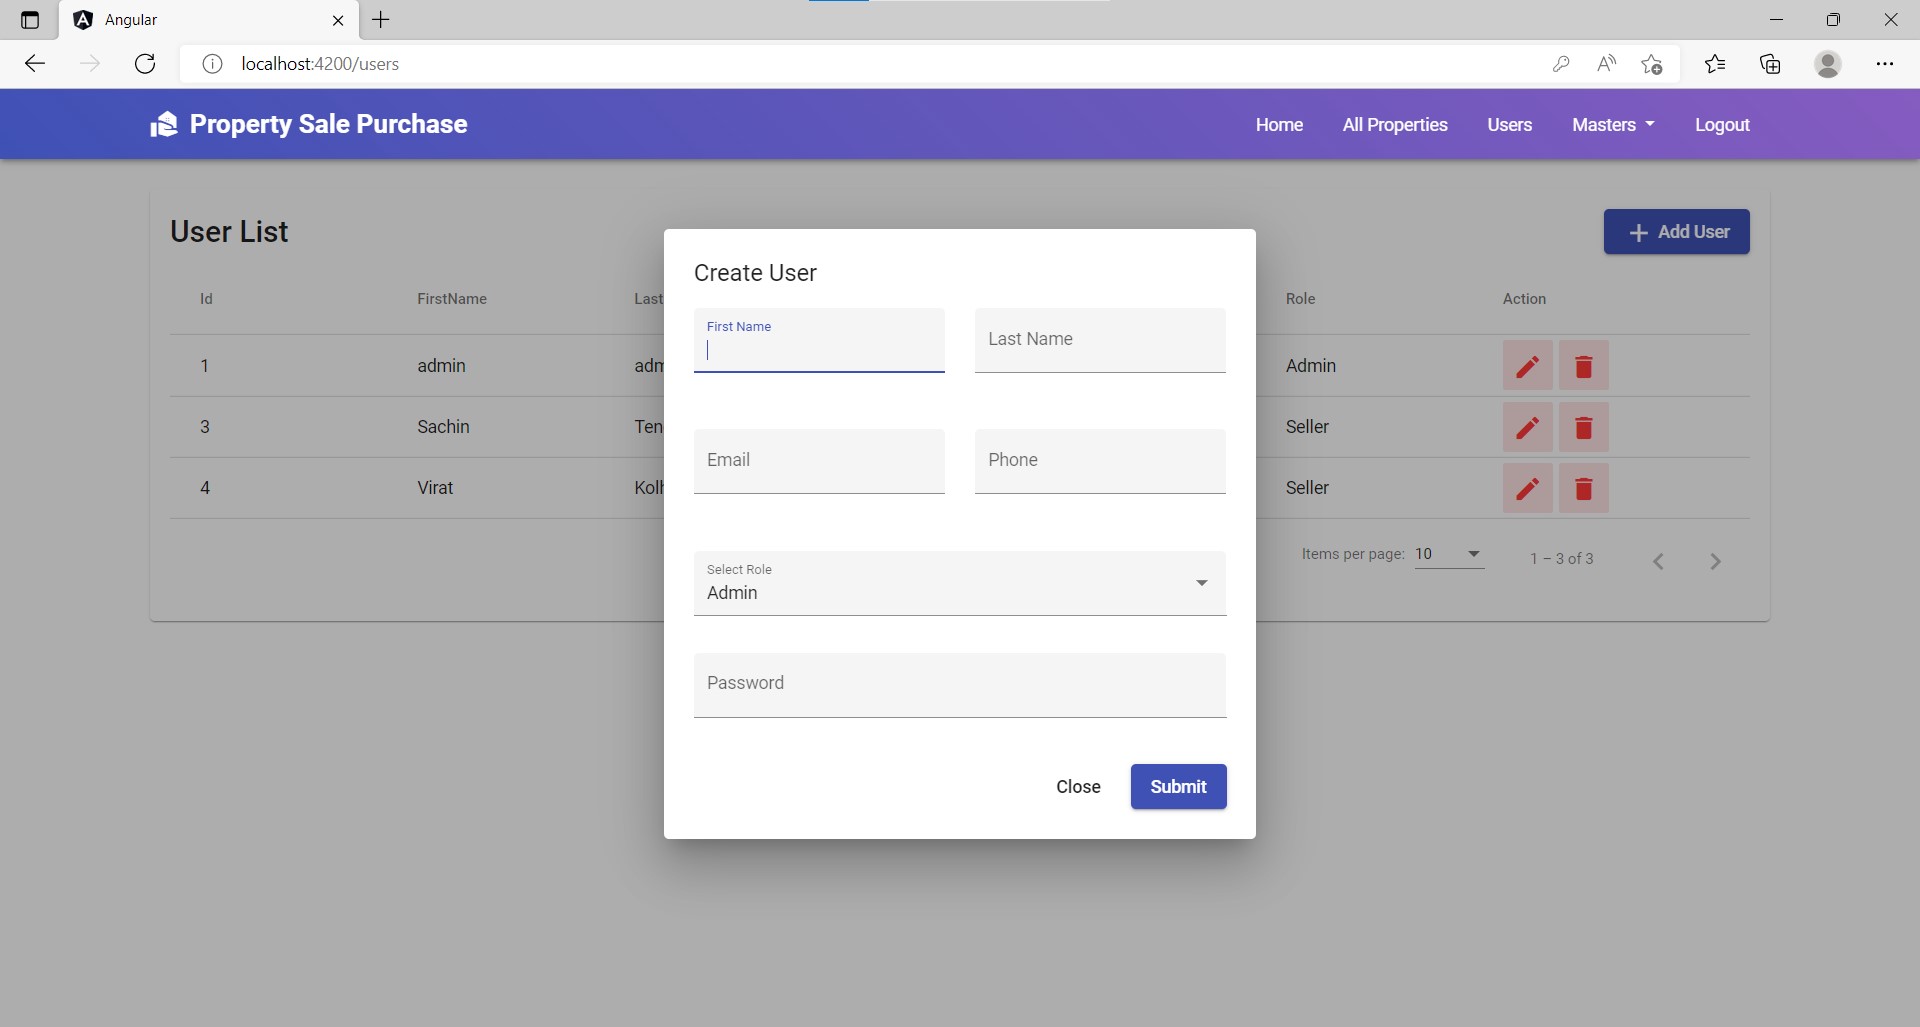 Angular
localhost:4200/users
Property Sale Purchase
Home All Properties Users Masters Logout
User List
Add User
Id FirstName Last Role Action
1 admin adm Admin
3 Sachin Ten Seller
4 Virat Kohl Seller
Items per page: 10 1 – 3 of 3
Create User
First Name
Last Name
Email Phone
Select Role
Admin
Password
Close Submit